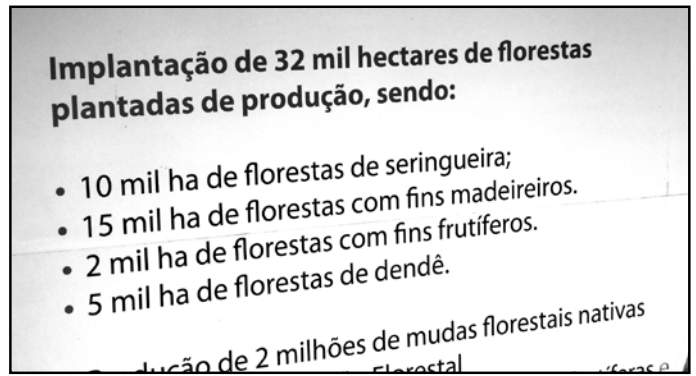 Implantação de 32 mil hectares de florestas
plantadas de produção, sendo:
• 10 mil ha de florestas de seringueira;
• 15 mil ha de florestas com fins madeireiros.
• 2 mil ha de florestas com fins frutíferos.
• 5 mil ha de florestas de dendê.
de 2 milhões de mudas florestais nativas
Florestal